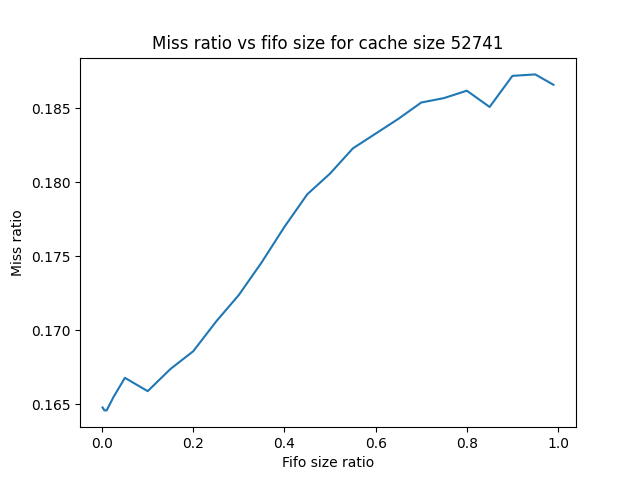 Miss ratio vs fifo size for cache size 52741
0.185
0.180
0.175
0.170
0.165
Miss ratio
0.0 0.2 0.4 0.6 0.8 1.0
Fifo size ratio